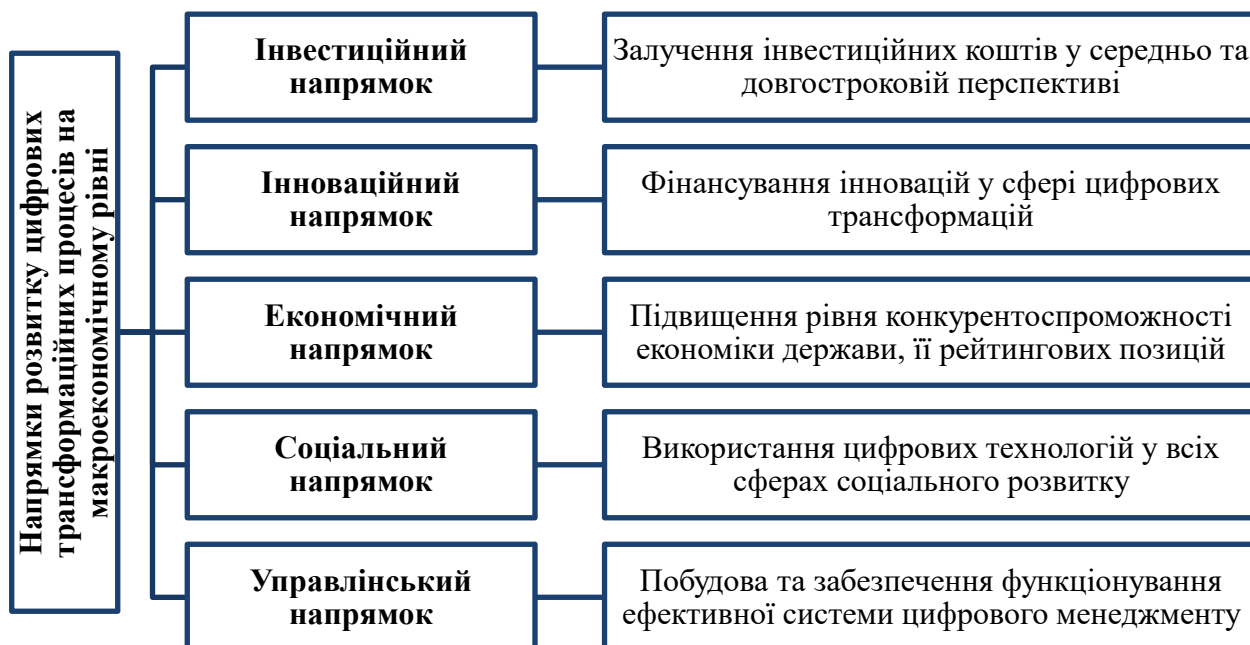 Напрямки розвитку цифрових
трансформаційних процесів на
макроекономічному рівні
Інвестиційний
напрямок
Залучення інвестиційних коштів у середньо та
довгостроковій перспективі
Інноваційний
напрямок
Фінансування інновацій у сфері цифрових
трансформацій
Економічний
напрямок
Підвищення рівня конкурентоспроможності
економіки держави, її рейтингових позицій
Соціальний
напрямок
Використання цифрових технологій у всіх
сферах соціального розвитку
Управлінський
напрямок
Побудова та забезпечення функціонування
ефективної системи цифрового менеджменту